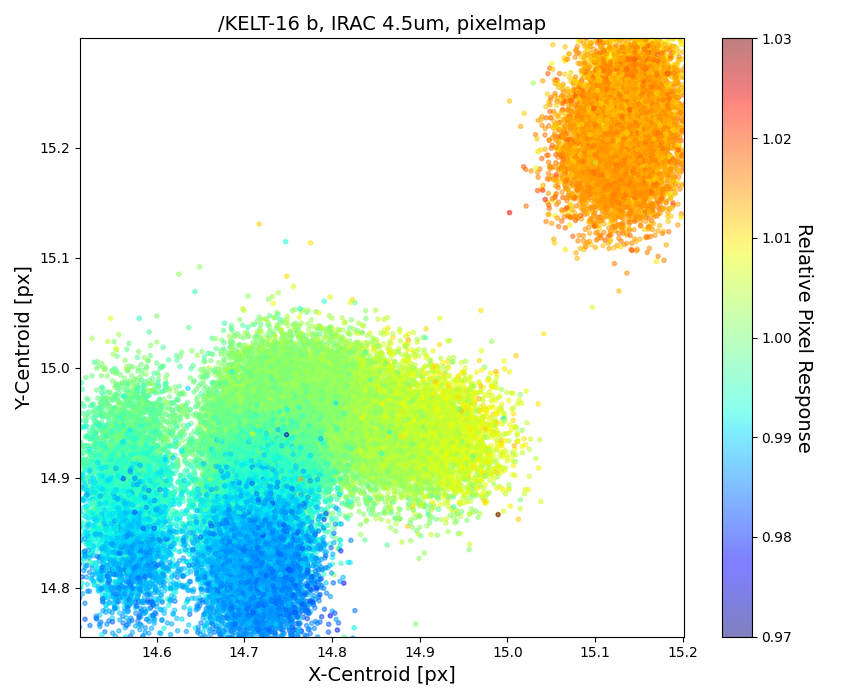 /KELT-16 b, IRAC 4.5um, pixelmap
1.03
1.02
1.01
1.00
0.99
0.98
0.97
Relative Pixel Response
15.2
15.1
15.0
14.9
14.8
Y-Centroid [px]
14.6 14.7 14.8 14.9 15.0 15.1 15.2
X-Centroid [px]